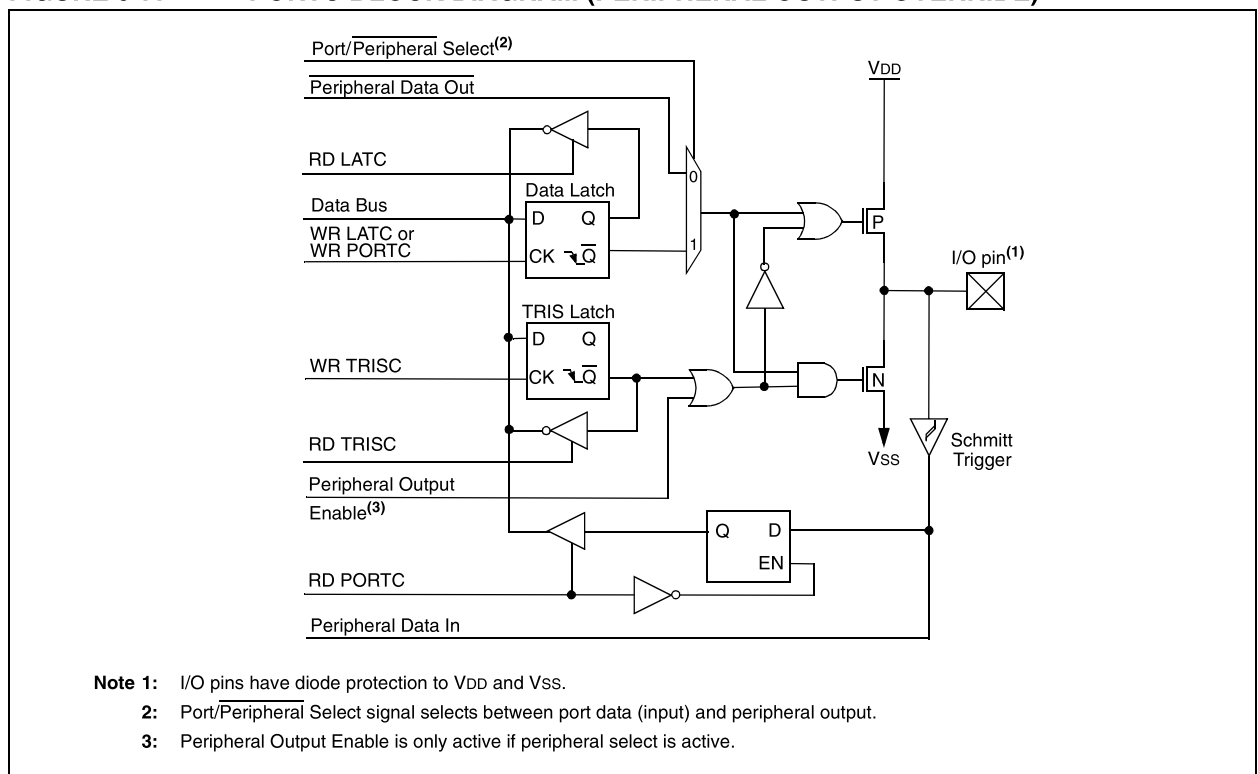 Port/Peripheral Select(2)
Peripheral Data Out
VDD
RD LATC
0
Data Latch
Data Bus
D Q
P
WR LATC or
WR PORTC
CK Q
1
I/O pin(1)
TRIS Latch
D Q
WR TRISC
CK Q
N
RD TRISC
VSS
Schmitt
Trigger
Peripheral Output
Enable(3)
Q D
EN
RD PORTC
Peripheral Data In
Note 1: I/O pins have diode protection to VDD and VSS.
2: Port/Peripheral Select signal selects between port data (input) and peripheral output.
3: Peripheral Output Enable is only active if peripheral select is active.